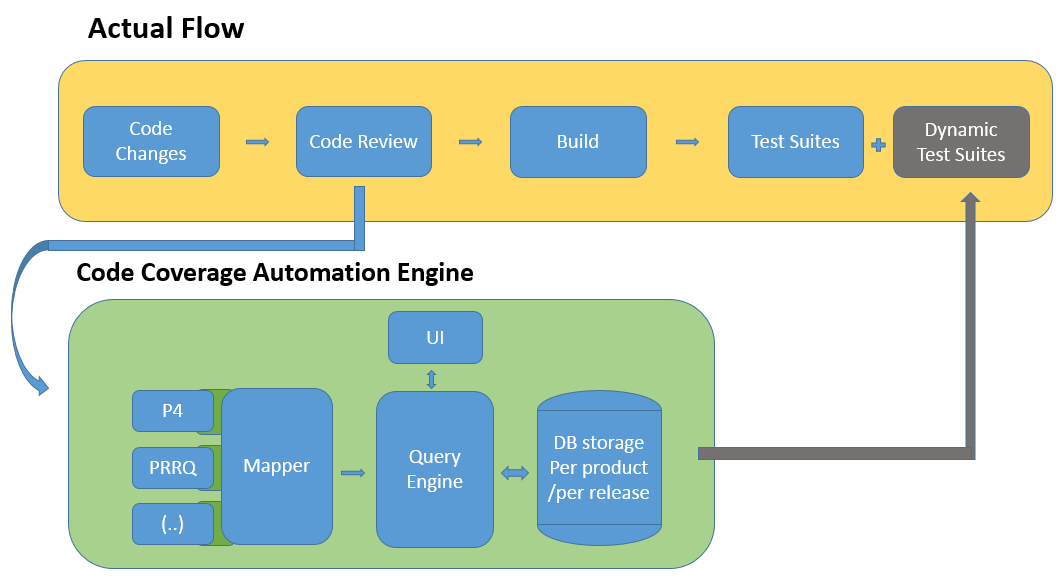 Actual Flow
Code
Changes
Code Review
Build
Test Suites
Dynamic
Test Suites
Code Coverage Automation Engine
UI
P4
PRRQ
(..)
Mapper
Query
Engine
DB storage
Per product
/per release